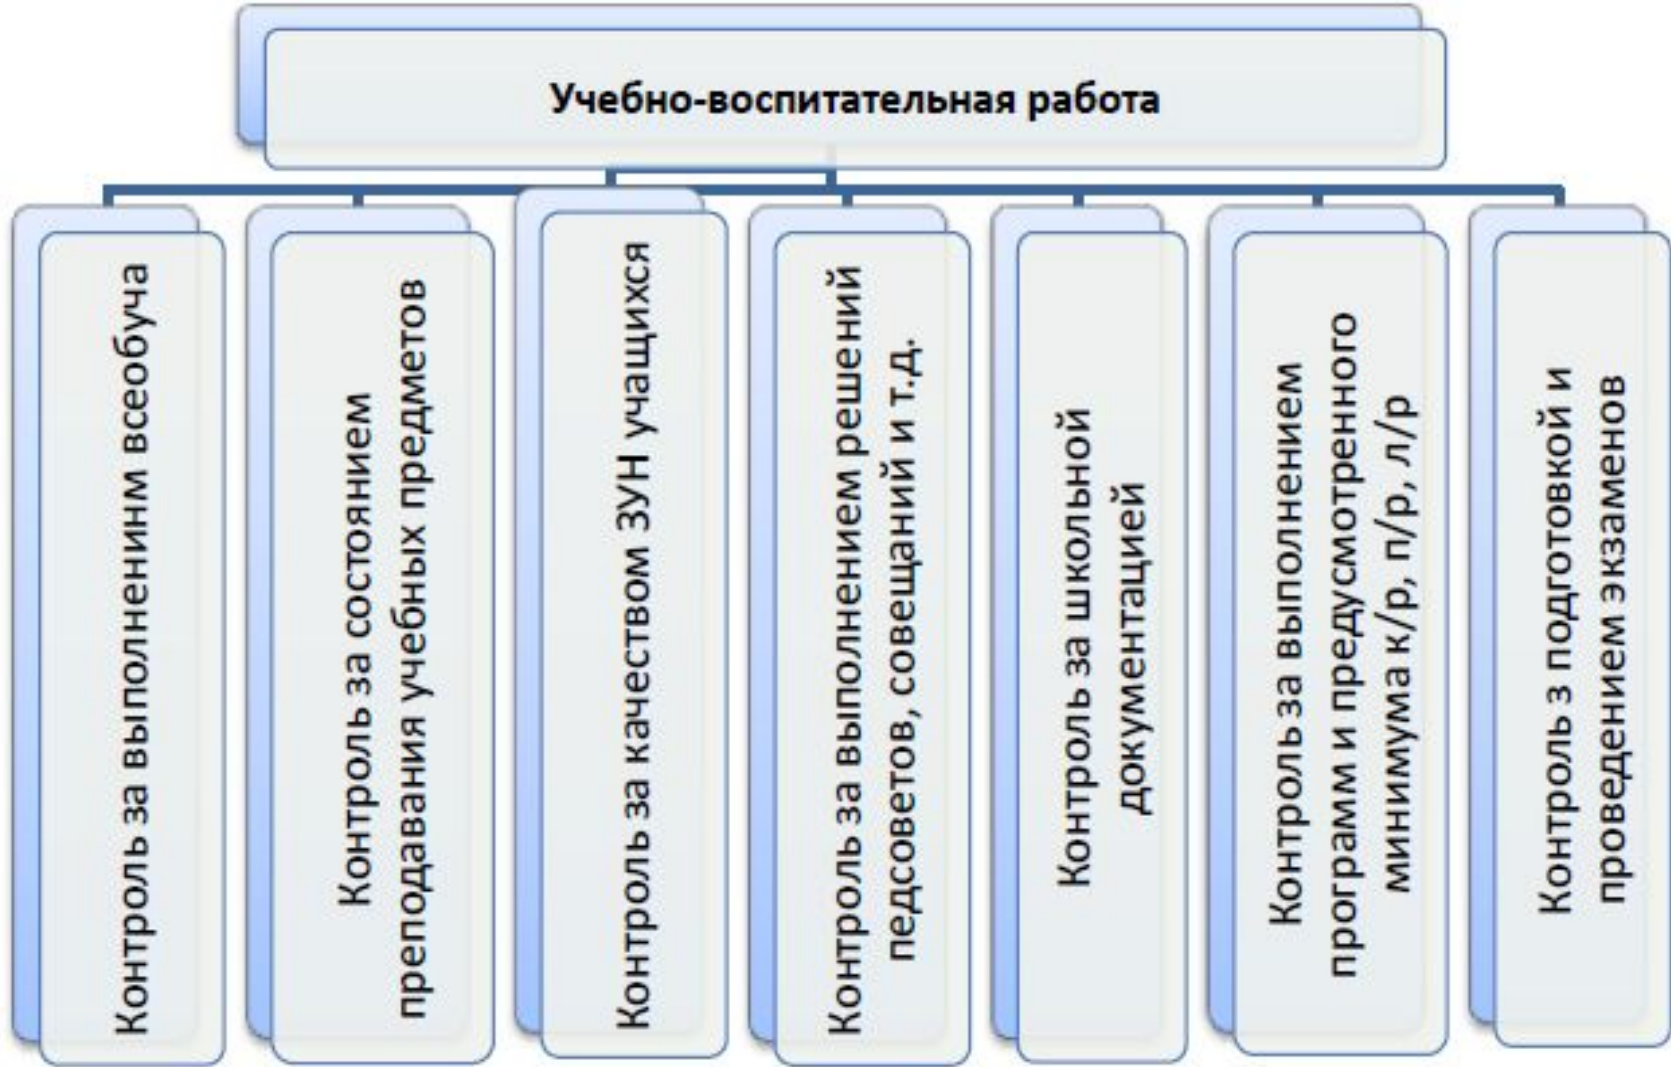 Учебно-воспитательная работа
Контроль за выполненинм всеобуча
Контроль за состоянием
преподавания учебных предметов
Контроль за качеством ЗУН учащихся
Контроль за выполнением решений
педсоветов, совещаний и т.д.
Контроль за школьной
документацией
Контроль за выполнением
программ и предусмотренного
минимума к/р, п/р, л/р
Контроль з подготовкой и
проведением экзаменов